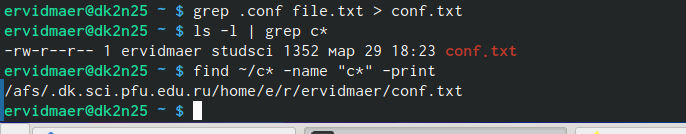 ervidmaer@dk2n25 ~ $ grep .conf file.txt > conf.txt
ervidmaer@dk2n25 ~ $ ls -l | grep c*
-rw-r--r-- 1 ervidmaer studsci 1352 мар 29 18:23 conf.txt
ervidmaer@dk2n25 ~ $ find ~/c* -name "c*" -print
/afs/.dk.sci.pfu.edu.ru/home/e/r/ervidmaer/conf.txt
ervidmaer@dk2n25 ~ $